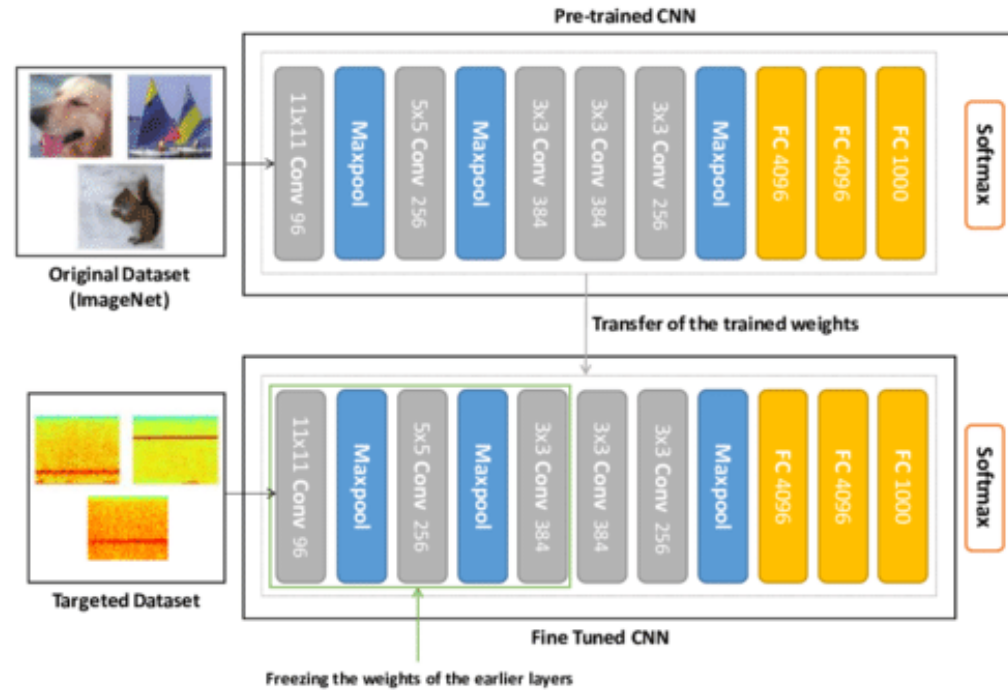 Pre-trained CNN
11x11 Conv 96
Maxpool
5x5 Conv 256
Maxpool
3x3 Conv 384
3x3 Conv 384
3x3 Conv 256
Maxpool
FC 4096
FC 4096
FC 1000
Softmax
Original Dataset
(ImageNet)
Transfer of the trained weights
11x11 Conv 96
Maxpool
5x5 Conv 256
Maxpool
3x3 Conv 384
3x3 Conv 384
3x3 Conv 256
Maxpool
FC 4096
FC 4096
FC 1000
Softmax
Targeted Dataset
Fine Tuned CNN
Freezing the weights of the earlier layers